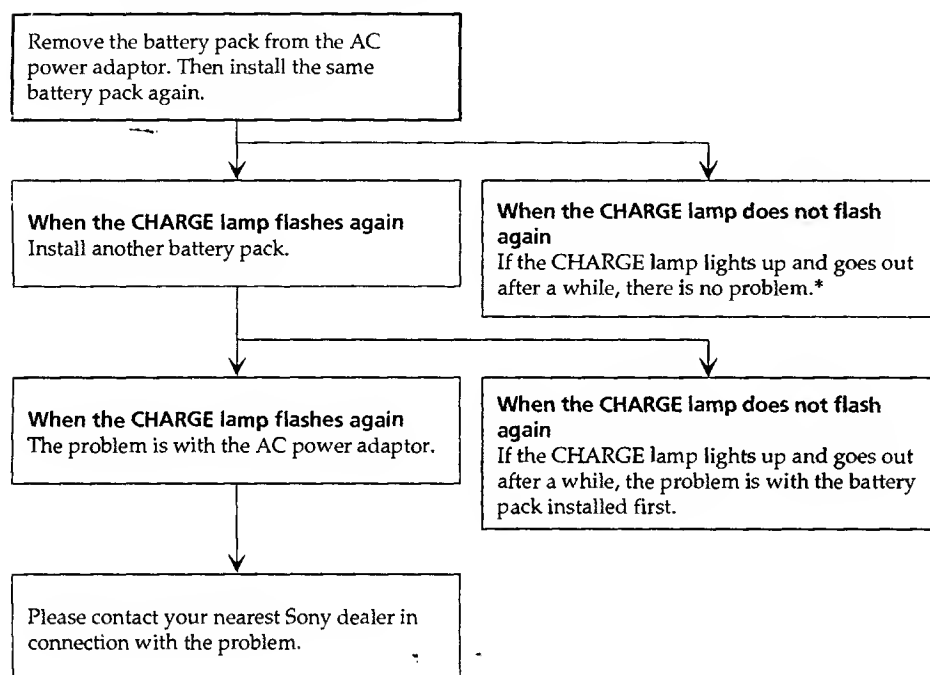 Remove the battery pack from the AC
power adaptor. Then install the same
battery pack again.
When the CHARGE lamp flashes again
Install another battery pack.
When the CHARGE lamp does not flash
again
If the CHARGE lamp lights up and goes out
after a while, there is no problem.*
When the CHARGE lamp flashes again
The problem is with the AC power adaptor.
When the CHARGE lamp does not flash
again
If the CHARGE lamp lights up and goes out
after a while, the problem is with the battery
pack installed first.
Please contact your nearest Sony dealer in
connection with the problem.